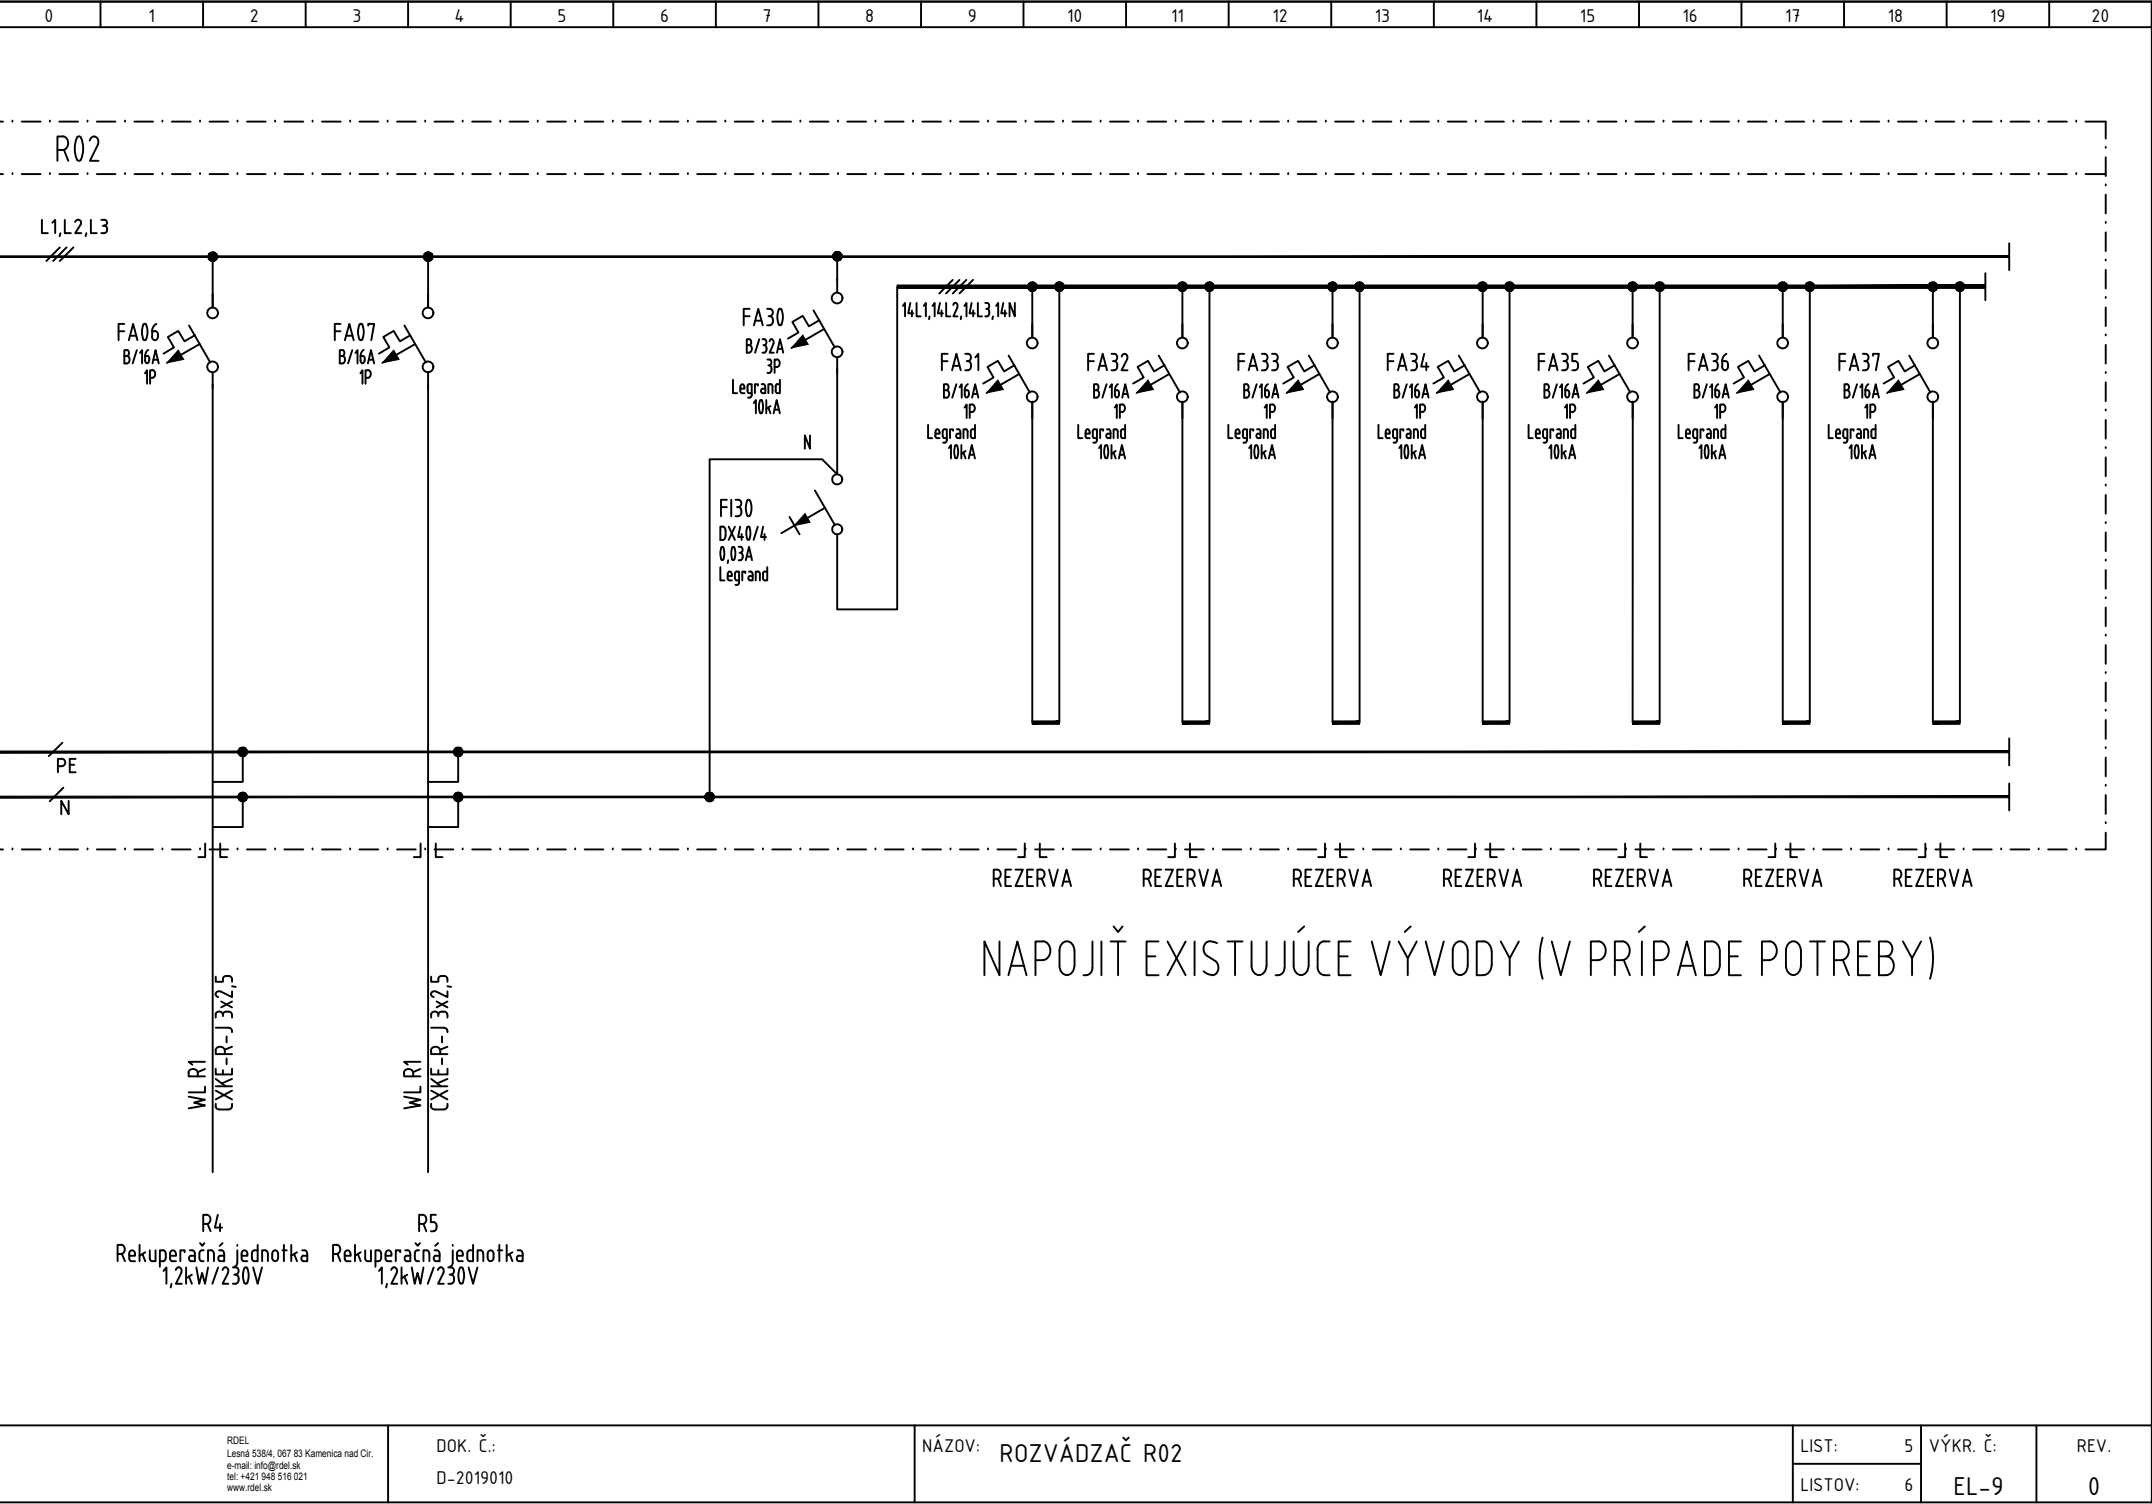 0 1 2 3 4 5 6 7 8 9 10 11 12 13 14 15 16 17 18 19 20
R02
L1,L2,L3
14L1,14L2,14L3,14N
FA06
B/16A
1P
FA07
B/16A
1P
FA30
B/32A
3P
Legrand
10kA
N
FI30
DX40/4
0,03A
Legrand
FA31
B/16A
1P
Legrand
10kA
FA32
B/16A
1P
Legrand
10kA
FA33
B/16A
1P
Legrand
10kA
FA34
B/16A
1P
Legrand
10kA
FA35
B/16A
1P
Legrand
10kA
FA36
B/16A
1P
Legrand
10kA
FA37
B/16A
1P
Legrand
10kA
PE
N
REZERVA REZERVA REZERVA REZERVA REZERVA REZERVA REZERVA
NAPOJIŤ EXISTUJÚCE VÝVODY (V PRÍPADE POTREBY)
WL R1
CXKE-R-J 3x2,5
WL R1
CXKE-R-J 3x2,5
R4
Rekuperačná jednotka
1,2kW/230V
R5
Rekuperačná jednotka
1,2kW/230V
RDEL
Lesná 538/4, 067 83 Kamenica nad Cir.
e-mail: info@rdel.sk
tel: +421 948 516 021
www.rdel.sk
DOK. Č.:
D-2019010
NÁZOV: ROZVÁDZAČ R02
LIST: 5
LISTOV: 6
VÝKR. Č:
EL-9
REV.
0